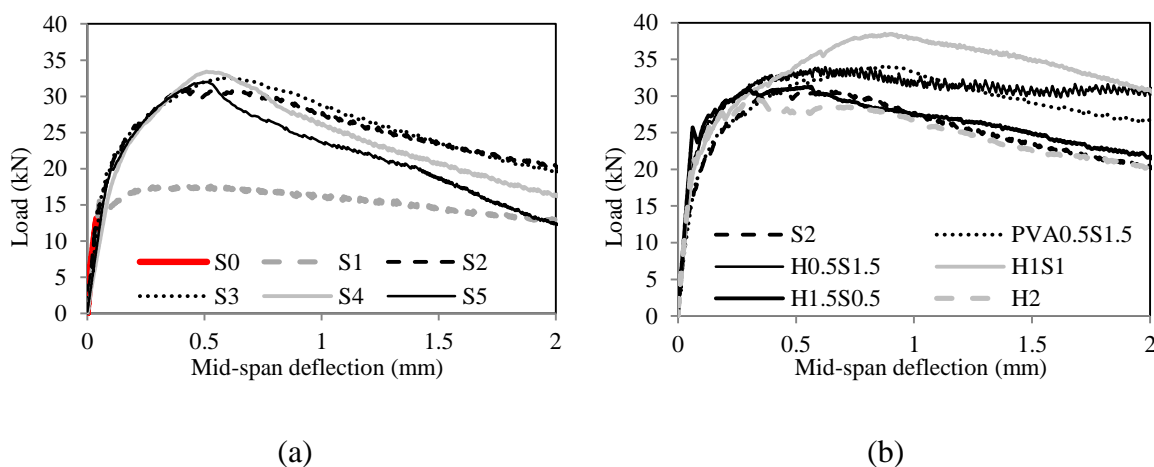 40
35
30
25
20
15
10
5
0
Load (kN)
S0 S1 S2
S3 S4 S5
0 0.5 1 1.5 2
Mid-span deflection (mm)
(a)
40
35
30
25
20
15
10
5
0
Load (kN)
S2 PVA0.5S1.5
H0.5S1.5 H1S1
H1.5S0.5 H2
0 0.5 1 1.5 2
Mid-span deflection (mm)
(b)